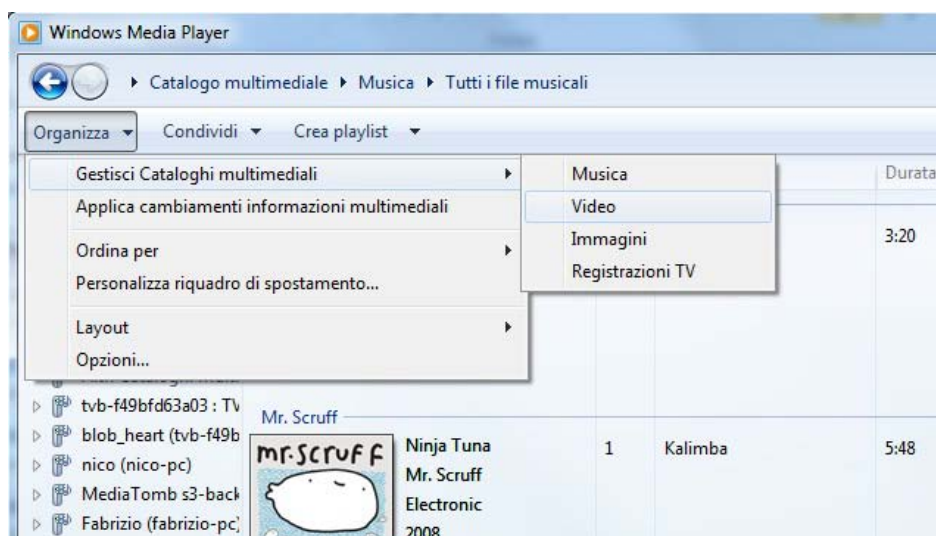 Windows Media Player
Catalogo multimediale Musica Tutti i file musicali
Organizza Condividi Crea playlist
Gestisci Cataloghi multimediali
Applica cambiamenti informazioni multimediali
Ordina per
Personalizza riquadro di spostamento...
Layout
Opzioni...
Musica
Video
Immagini
Registrazioni TV
Durata
3:20
tvb-f49bfd63a03 : TV
blob_heart (tvb-f49b
nico (nico-pc)
MediaTomb s3-back
Fabrizio (fabrizio-pc)
Mr. Scruff
mr.scruff
Ninja Tuna 1 Kalimba 5:48
Mr. Scruff
Electronic
2008